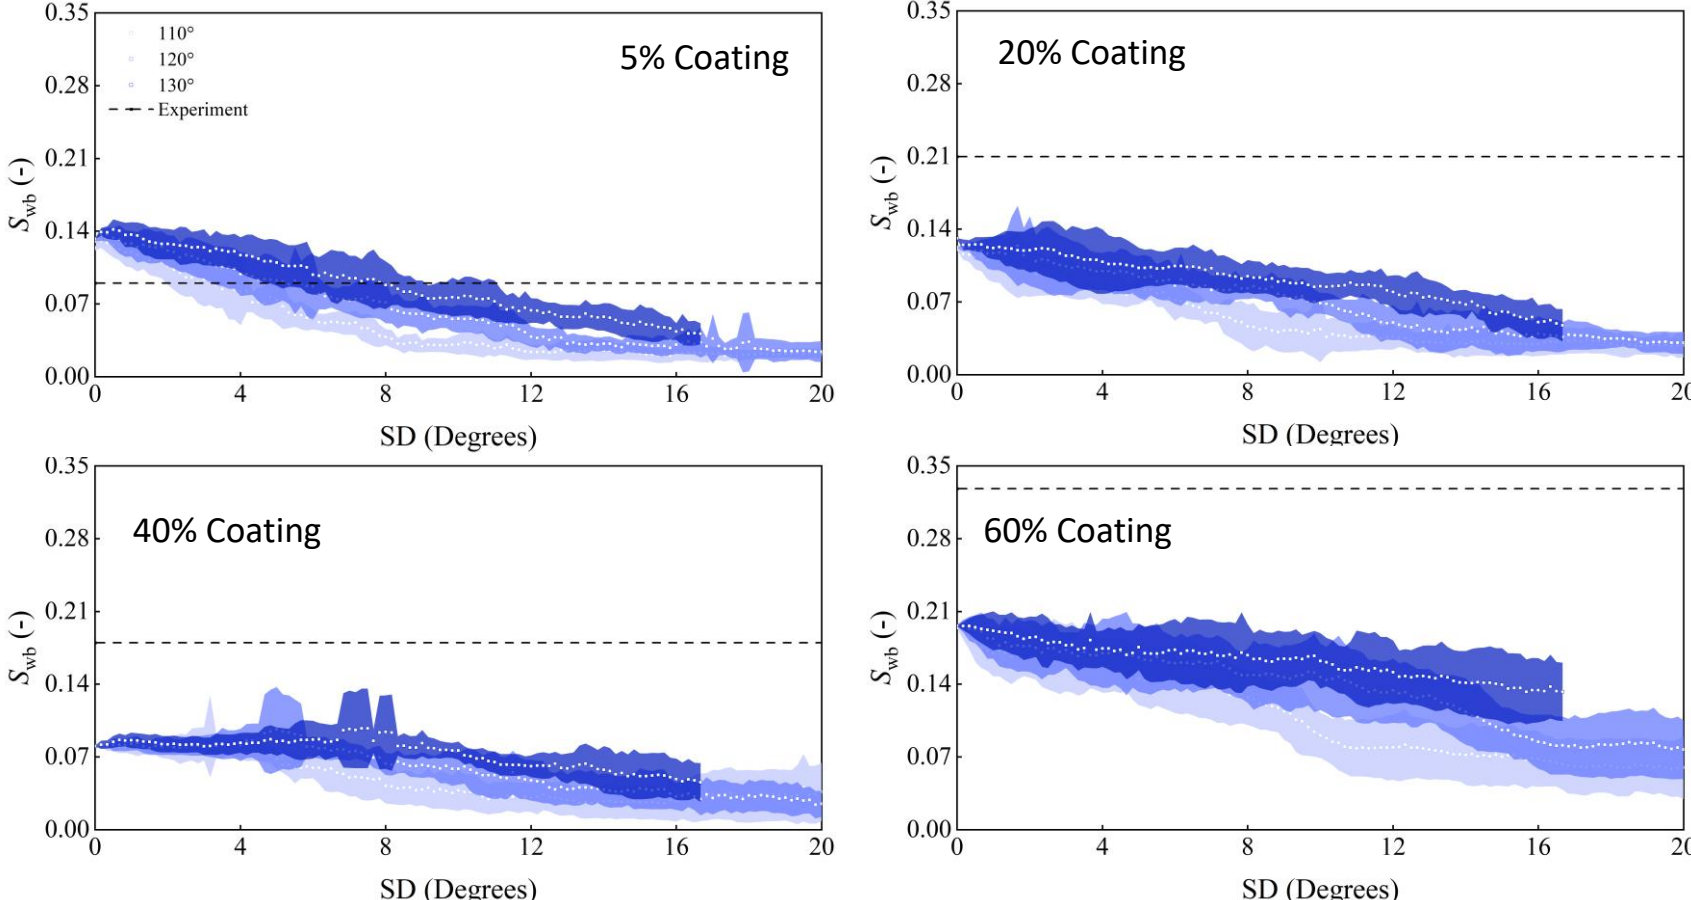 0.35
0.28
0.21
0.14
0.07
0.00
S_wb (-)
110°
120°
130°
Experiment
5% Coating
0 4 8 12 16 20
SD (Degrees)
0.35
0.28
0.21
0.14
0.07
0.00
S_wb (-)
20% Coating
0 4 8 12 16 20
SD (Degrees)
0.35
0.28
0.21
0.14
0.07
0.00
S_wb (-)
40% Coating
0 4 8 12 16 20
SD (Degrees)
0.35
0.28
0.21
0.14
0.07
0.00
S_wb (-)
60% Coating
0 4 8 12 16 20
SD (Degrees)